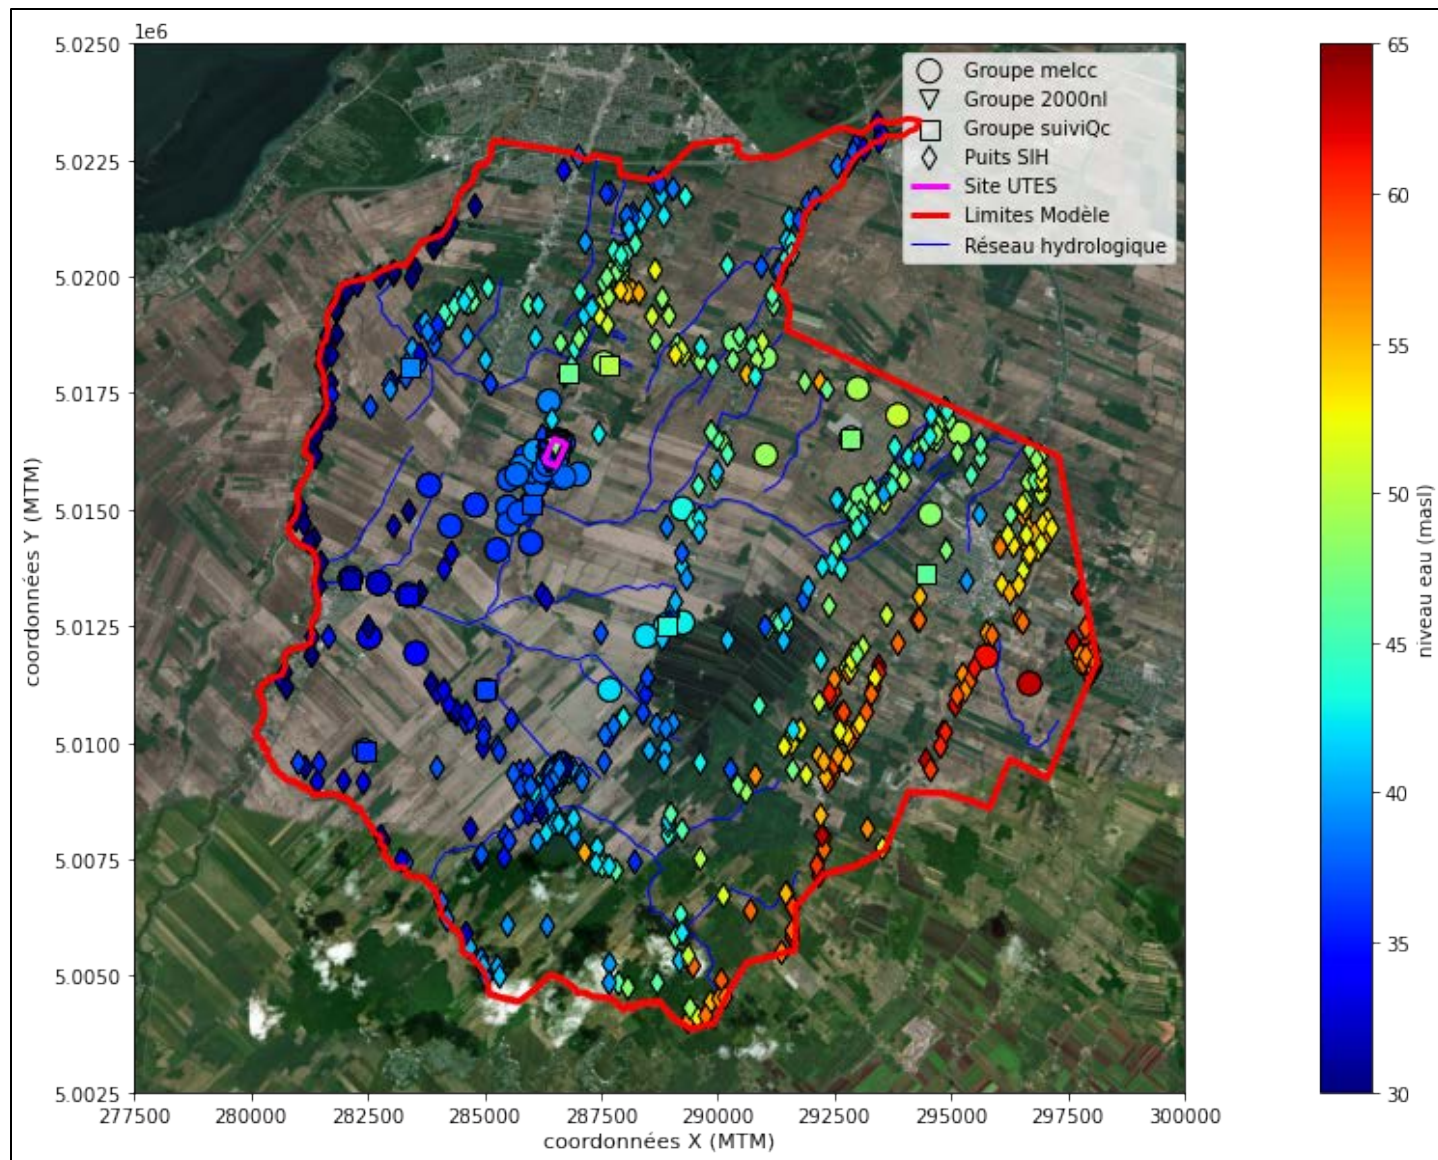 1e6
5.0250
5.0225
5.0200
5.0175
5.0150
5.0125
5.0100
5.0075
5.0050
5.0025
coordonnées Y (MTM)
Groupe melcc
Groupe 2000nl
Groupe suiviQc
Puits SIH
Site UTES
Limites Modèle
Réseau hydrologique
277500 280000 282500 285000 287500 290000 292500 295000 297500 300000
coordonnées X (MTM)
65
60
55
50
45
40
35
30
niveau eau (masl)